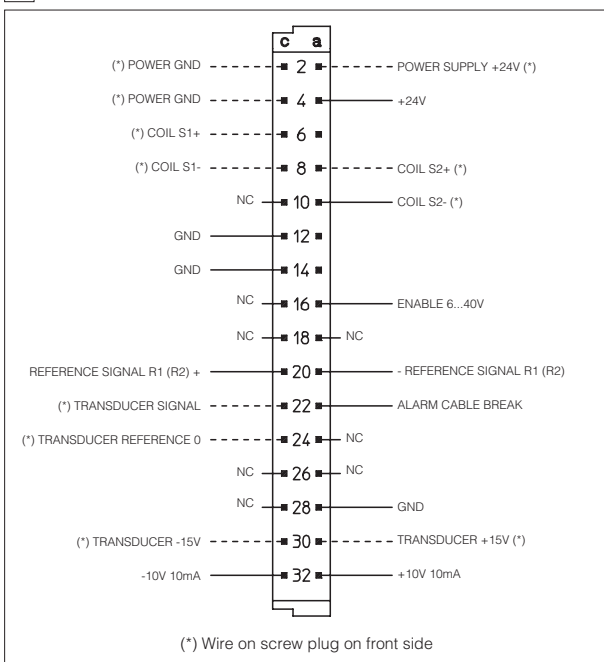 c a
(*) POWER GND 2 POWER SUPPLY +24V (*)
(*) POWER GND 4 +24V
(*) COIL S1+ 6
(*) COIL S1- 8 COIL S2+ (*)
NC 10 COIL S2- (*)
GND 12
GND 14
NC 16 ENABLE 6...40V
NC 18 NC
REFERENCE SIGNAL R1 (R2) + 20 - REFERENCE SIGNAL R1 (R2)
(*) TRANSDUCER SIGNAL 22 ALARM CABLE BREAK
(*) TRANSDUCER REFERENCE 0 24 NC
NC 26 NC
NC 28 GND
(*) TRANSDUCER -15V 30 TRANSDUCER +15V (*)
-10V 10mA 32 +10V 10mA
(*) Wire on screw plug on front side